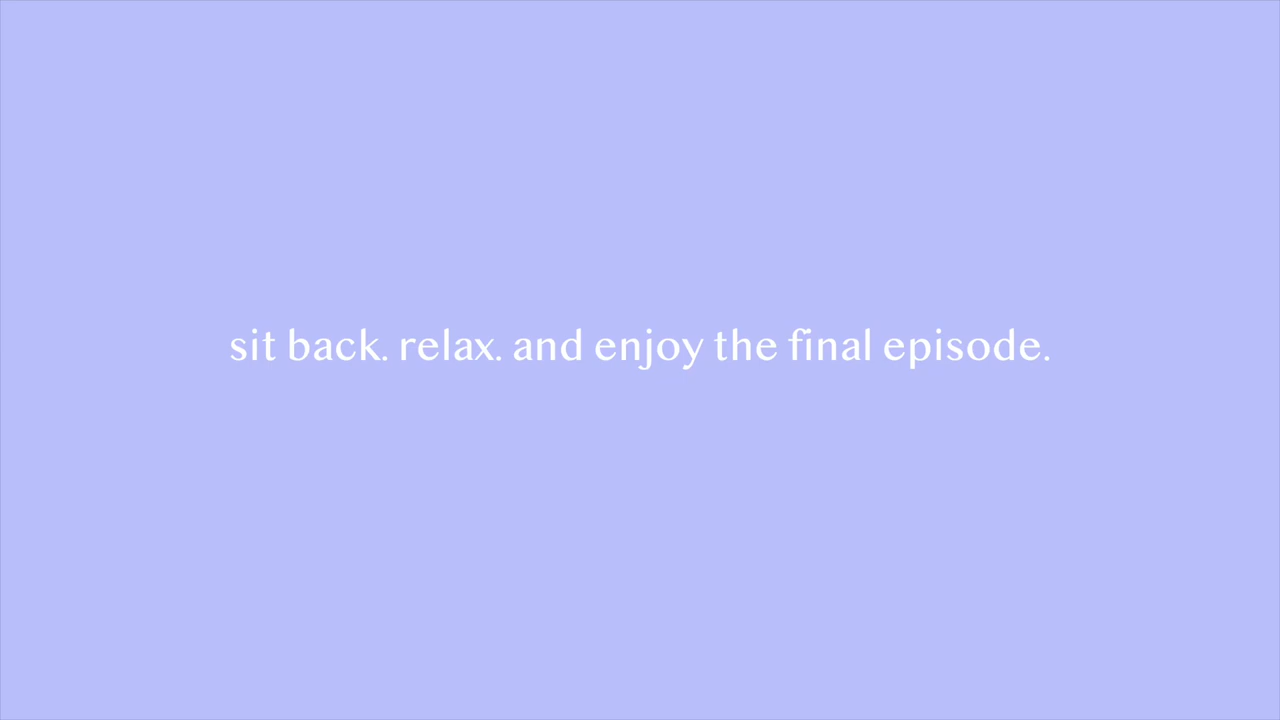 sit back. relax. and enjoy the final episode.